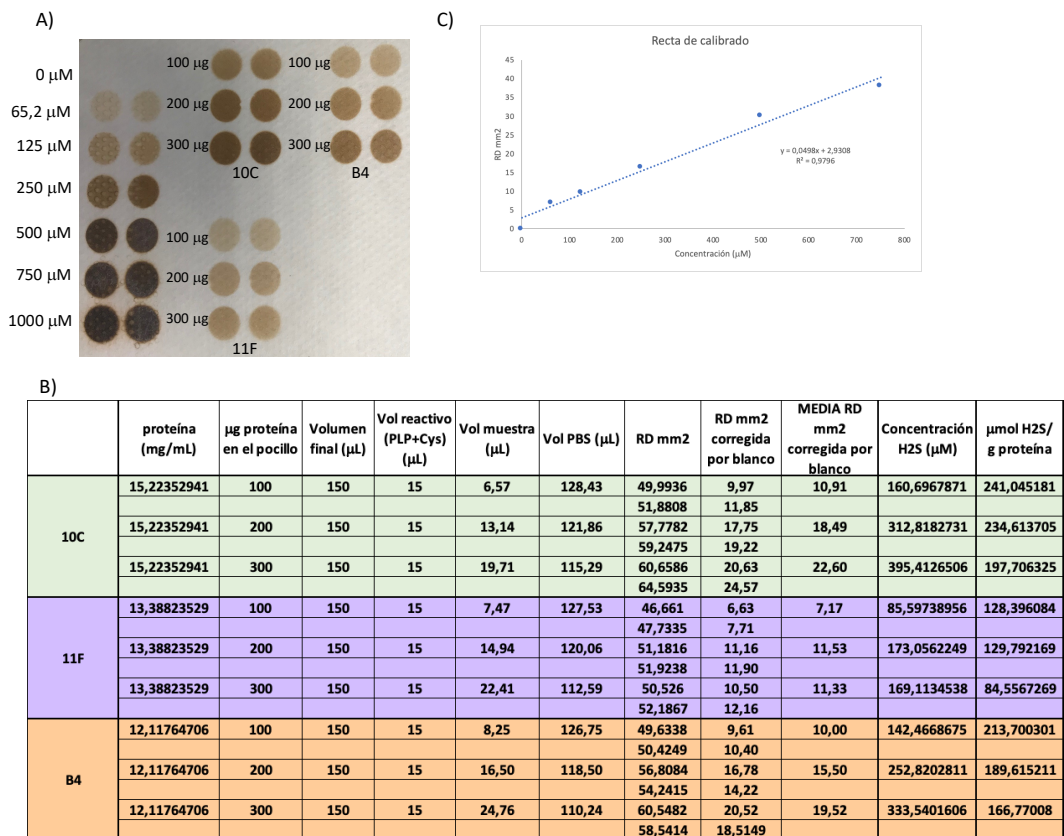 A)
0 μM
65,2 μM
125 μM
250 μM
500 μM
750 μM
1000 μM
100 μg
200 μg
300 μg
10C
100 μg
200 μg
300 μg
B4
100 μg
200 μg
300 μg
11F
C)
Recta de calibrado
RD mm2
45
40
35
30
25
20
15
10
5
0
y = 0,0498x + 2,9308
R² = 0,9796
0 100 200 300 400 500 600 700 800
Concentración (μM)
B)
proteína (mg/mL) μg proteína en el pocillo Volumen final (μL) Vol reactivo (PLP+Cys) (μL) Vol muestra (μL) Vol PBS (μL) RD mm2 RD mm2 corregida por blanco MEDIA RD mm2 corregida por blanco Concentración H2S (μM) μmol H2S/ g proteína
10C
15,22352941 100 150 15 6,57 128,43 49,9936 9,97 10,91 160,6967871 241,045181
51,8808 11,85
15,22352941 200 150 15 13,14 121,86 57,7782 17,75 18,49 312,8182731 234,613705
59,2475 19,22
15,22352941 300 150 15 19,71 115,29 60,6586 20,63 22,60 395,4126506 197,706325
64,5935 24,57
11F
13,38823529 100 150 15 7,47 127,53 46,661 6,63 7,17 85,59738956 128,396084
47,7335 7,71
13,38823529 200 150 15 14,94 120,06 51,1816 11,16 11,53 173,0562249 129,792169
51,9238 11,90
13,38823529 300 150 15 22,41 112,59 50,526 10,50 11,33 169,1134538 84,5567269
52,1867 12,16
B4
12,11764706 100 150 15 8,25 126,75 49,6338 9,61 10,00 142,4668675 213,700301
50,4249 10,40
12,11764706 200 150 15 16,50 118,50 56,8084 16,78 15,50 252,8202811 189,615211
54,2415 14,22
12,11764706 300 150 15 24,76 110,24 60,5482 20,52 19,52 333,5401606 166,77008
58,5414 18,5149